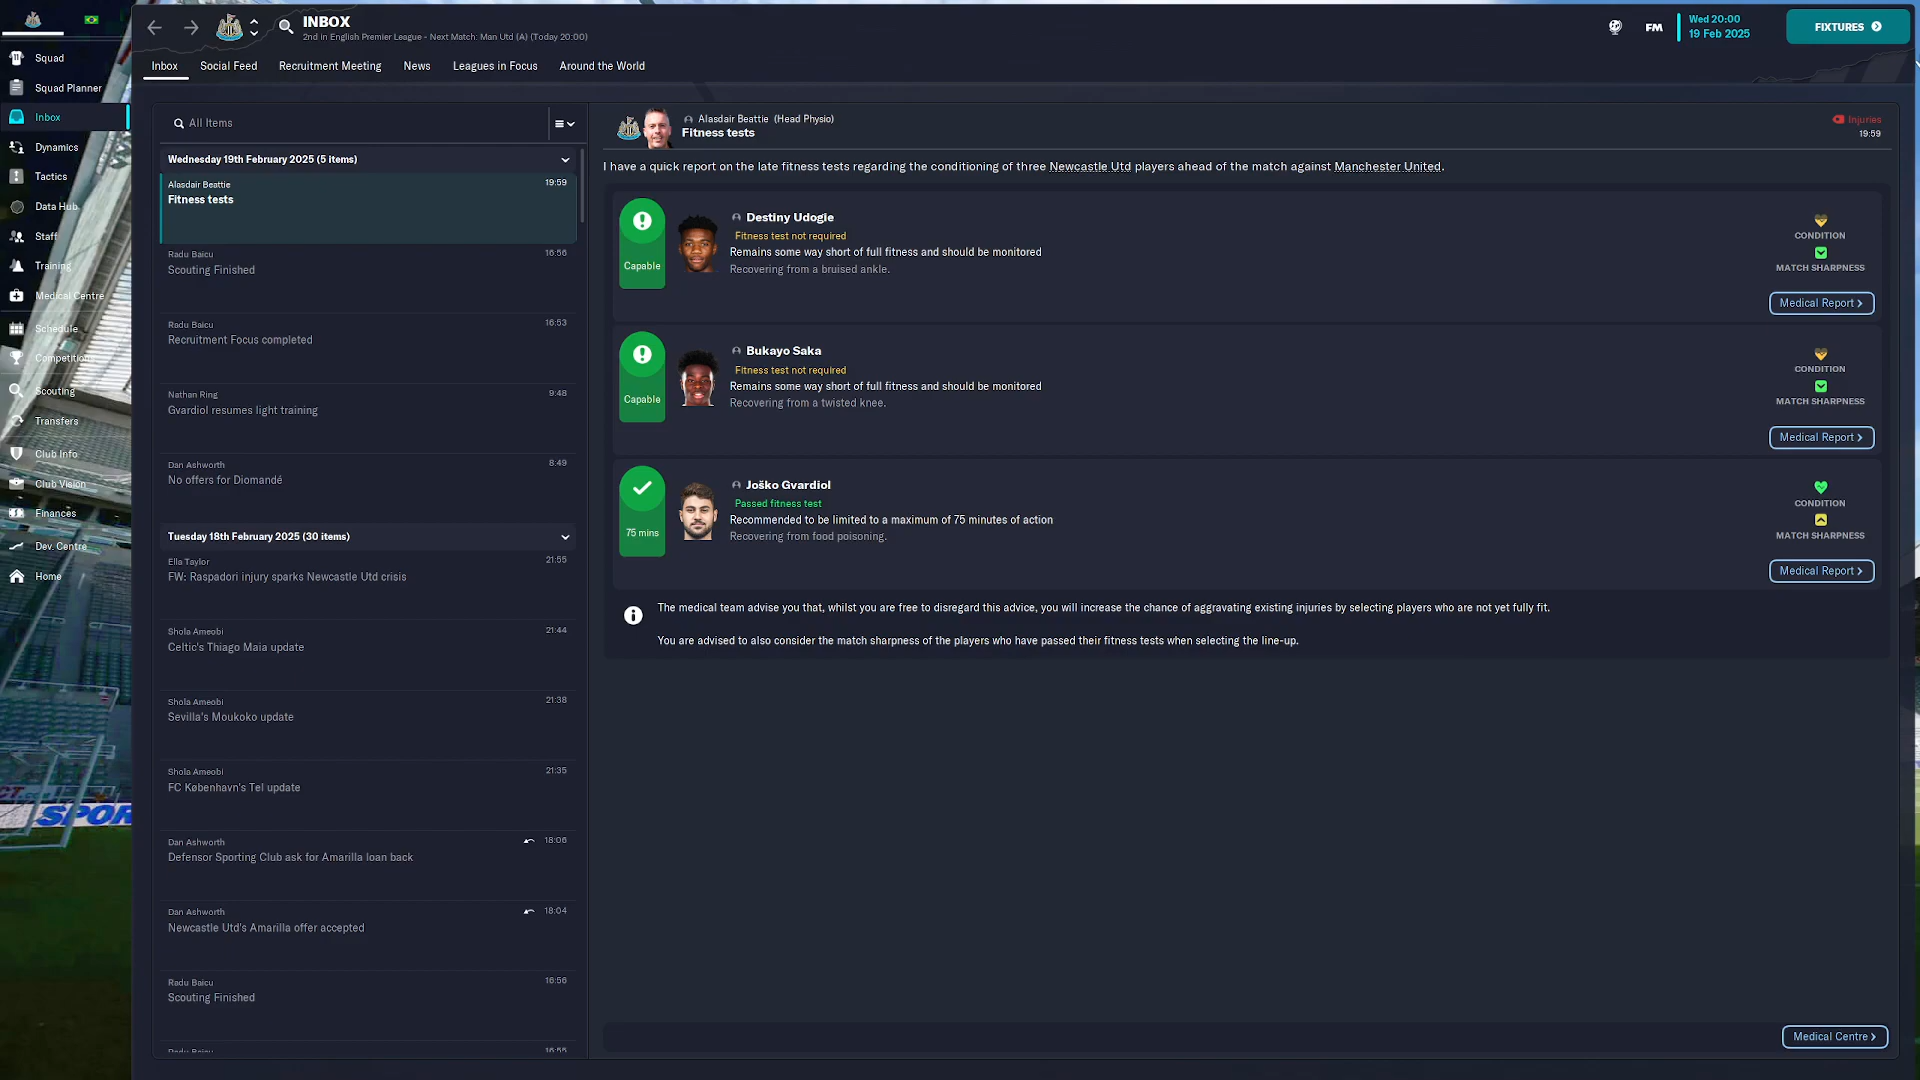 INBOX
2nd in English Premier League - Next Match: Man Utd (A) (Today 20:00)
FM
Wed 20:00
19 Feb 2025
FIXTURES
Inbox
Social Feed
Recruitment Meeting
News
Leagues in Focus
Around the World
Squad
Squad Planner
Inbox
Dynamics
Tactics
Data Hub
Staff
Training
Medical Centre
Schedule
Competitions
Scouting
Transfers
Club Info
Club Vision
Finances
Dev. Centre
Home
SPOR
All Items
Wednesday 19th February 2025 (5 items)
Alasdair Beattie 19:59
Fitness tests
Radu Baicu 16:56
Scouting Finished
Radu Baicu 16:53
Recruitment Focus completed
Nathan Ring 9:48
Gvardiol resumes light training
Dan Ashworth 8:49
No offers for Diomandé
Tuesday 18th February 2025 (30 items)
Ella Taylor 21:55
FW: Raspadori injury sparks Newcastle Utd crisis
Shola Ameobi 21:44
Celtic's Thiago Maia update
Shola Ameobi 21:38
Sevilla's Moukoko update
Shola Ameobi 21:35
FC København's Tel update
Dan Ashworth 18:06
Defensor Sporting Club ask for Amarilla loan back
Dan Ashworth 18:04
Newcastle Utd's Amarilla offer accepted
Radu Baicu 16:56
Scouting Finished
Radu Baicu 16:55
Alasdair Beattie (Head Physio)
Fitness tests
Injuries
19:59
I have a quick report on the late fitness tests regarding the conditioning of three Newcastle Utd players ahead of the match against Manchester United.
Capable
Destiny Udogie
Fitness test not required
Remains some way short of full fitness and should be monitored
Recovering from a bruised ankle.
CONDITION
MATCH SHARPNESS
Medical Report
Capable
Bukayo Saka
Fitness test not required
Remains some way short of full fitness and should be monitored
Recovering from a twisted knee.
CONDITION
MATCH SHARPNESS
Medical Report
75 mins
Joško Gvardiol
Passed fitness test
Recommended to be limited to a maximum of 75 minutes of action
Recovering from food poisoning.
CONDITION
MATCH SHARPNESS
Medical Report
The medical team advise you that, whilst you are free to disregard this advice, you will increase the chance of aggravating existing injuries by selecting players who are not yet fully fit.
You are advised to also consider the match sharpness of the players who have passed their fitness tests when selecting the line-up.
Medical Centre